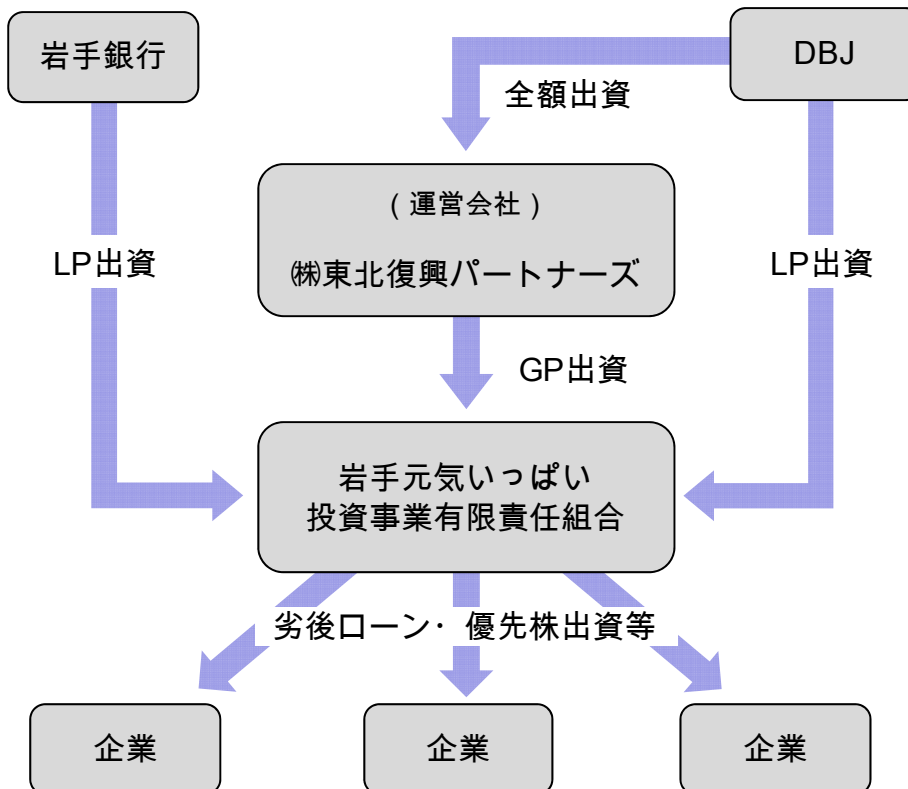 岩手銀行
DBJ
全額出資
(運営会社)
㈱東北復興パートナーズ
LP出資
LP出資
GP出資
岩手元気いっぱい
投資事業有限責任組合
劣後ローン・優先株出資等
企業
企業
企業